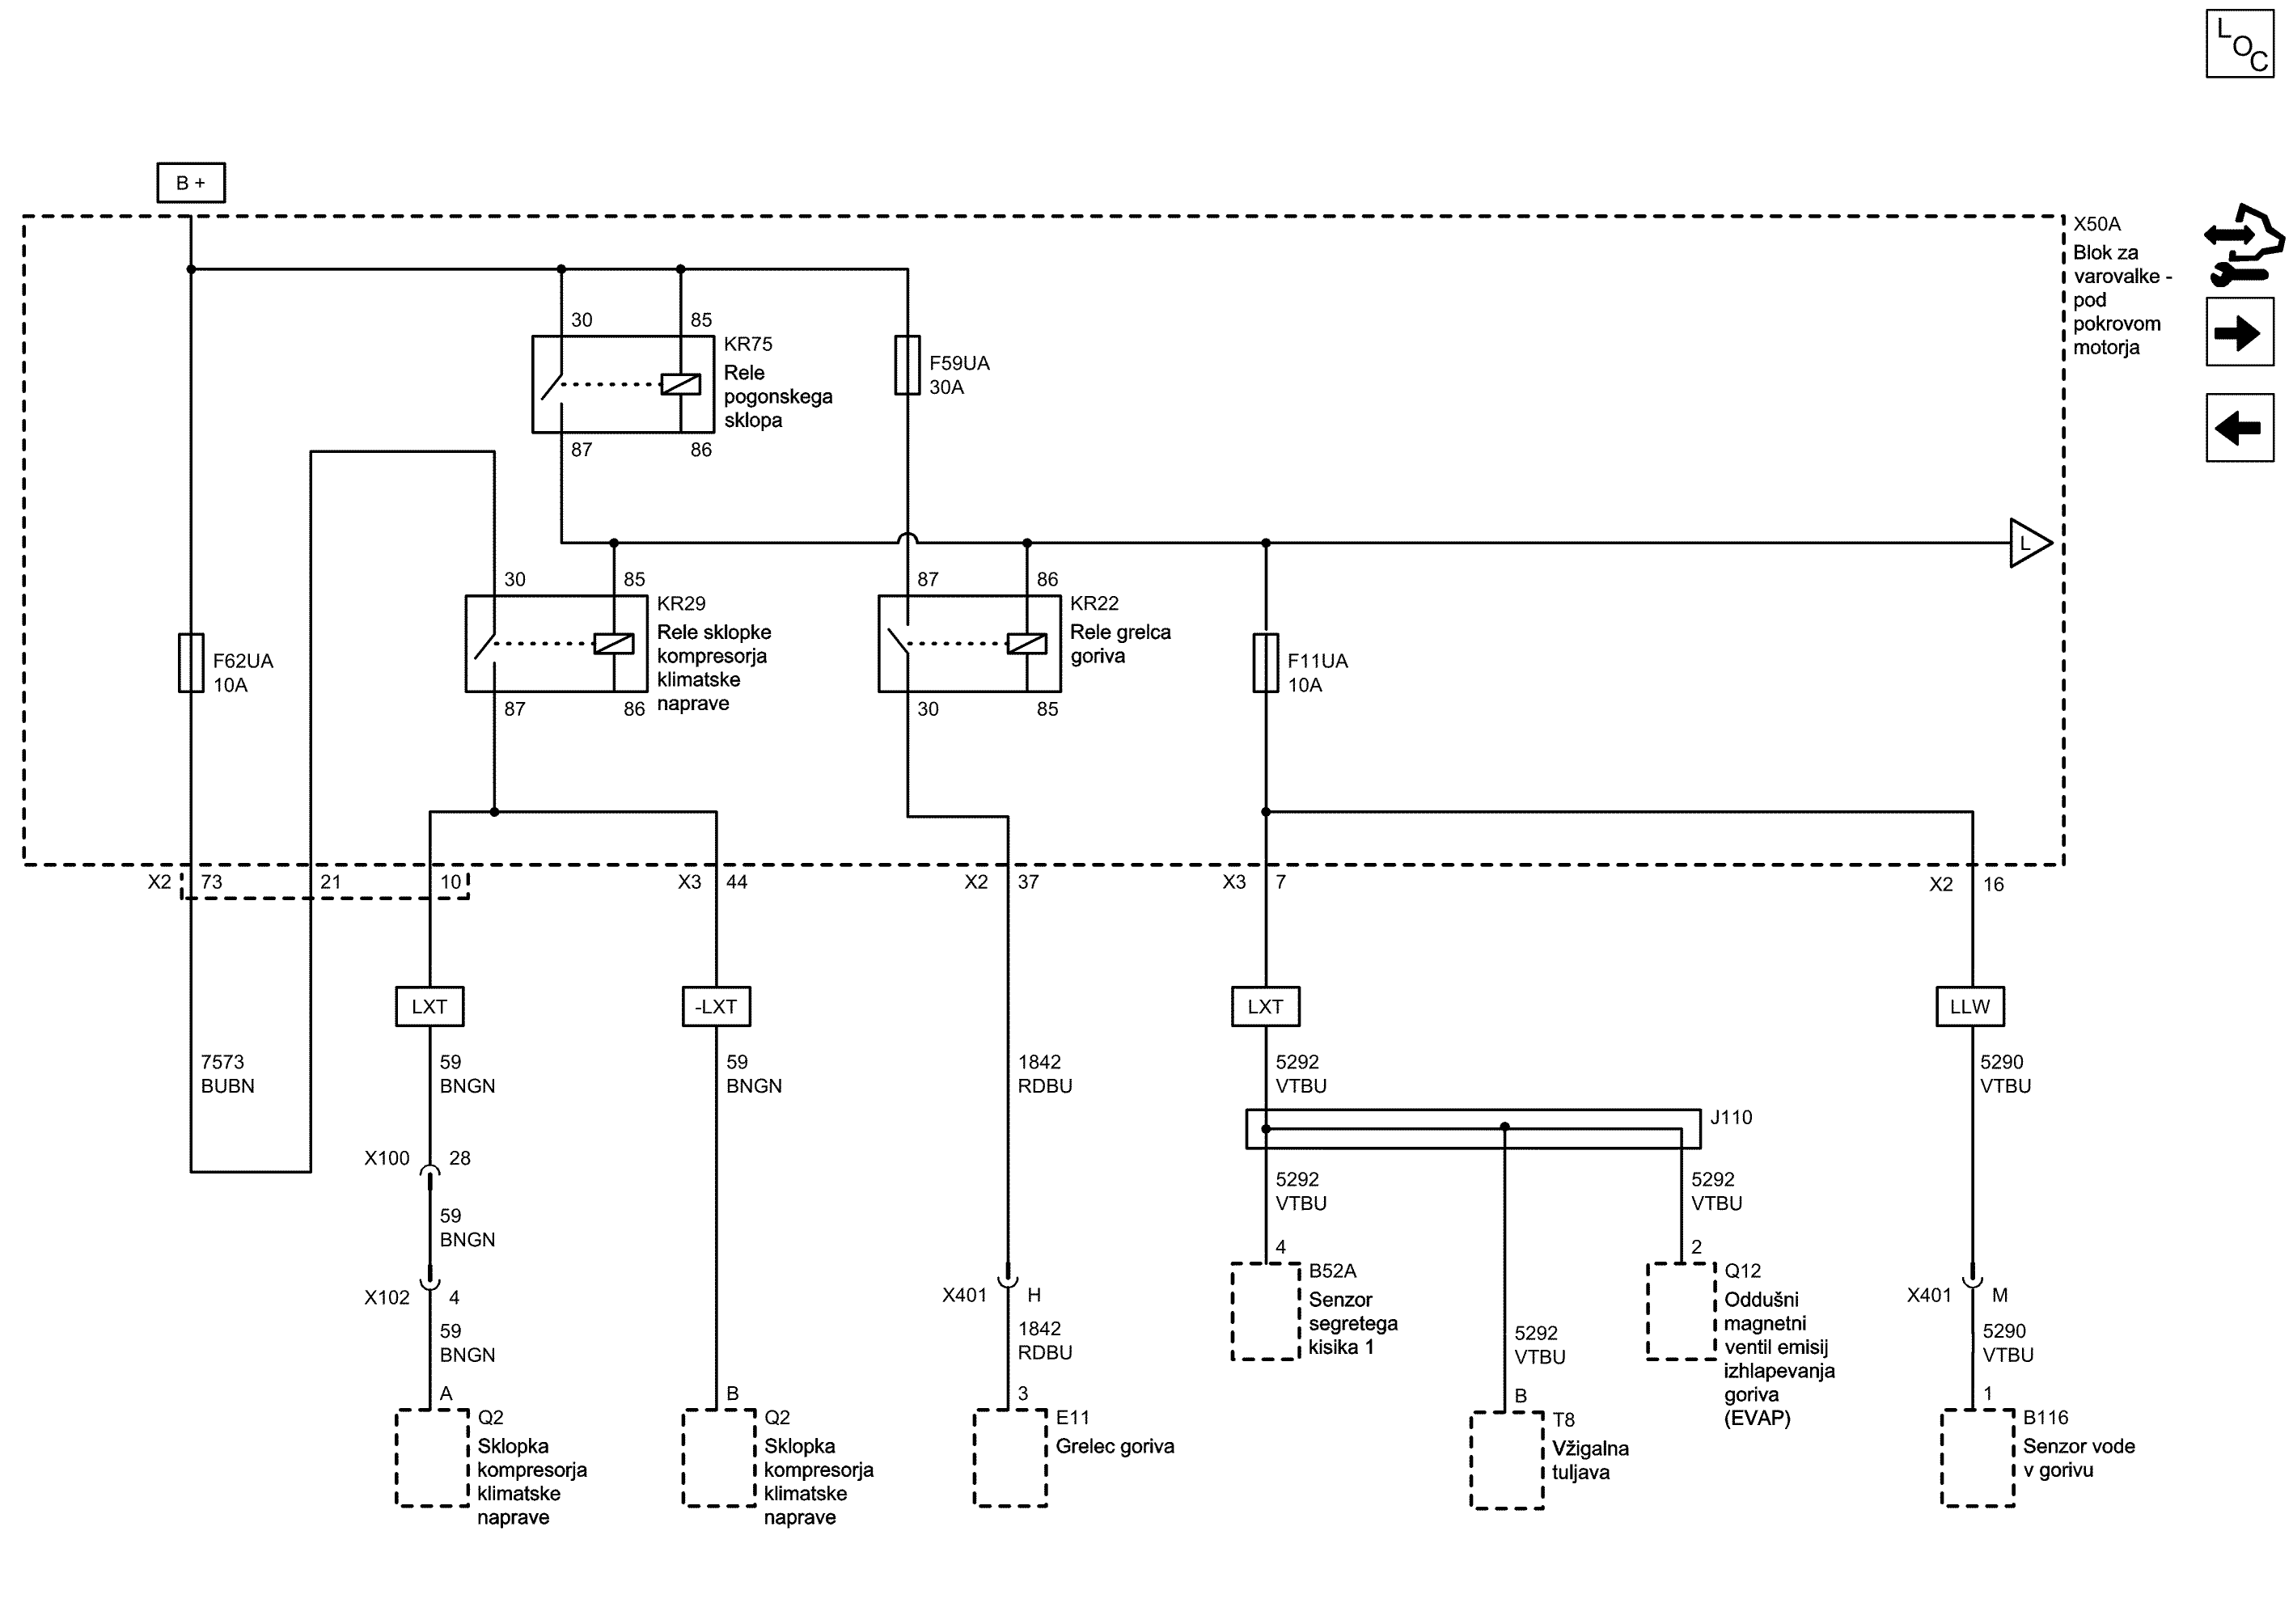 LOC
B +
X50A
Blok za
varovalke -
pod
pokrovom
motorja
30
85
KR75
Rele
pogonskega
sklopa
87
86
F59UA
30A
L
30
85
KR29
Rele sklopke
kompresorja
klimatske
naprave
87
86
87
86
KR22
Rele grelca
goriva
30
85
F62UA
10A
F11UA
10A
X2
73
21
10
X3
44
X2
37
X3
7
X2
16
LXT
-LXT
LXT
LLW
7573
BUBN
59
BNGN
59
BNGN
1842
RDBU
5292
VTBU
5290
VTBU
J110
X100
28
59
BNGN
X102
4
59
BNGN
5292
VTBU
5292
VTBU
4
B52A
Senzor
segretega
kisika 1
2
Q12
Oddušni
magnetni
ventil emisij
izhlapevanja
goriva
(EVAP)
X401
H
1842
RDBU
5292
VTBU
X401
M
5290
VTBU
A
Q2
Sklopka
kompresorja
klimatske
naprave
B
Q2
Sklopka
kompresorja
klimatske
naprave
3
E11
Grelec goriva
B
T8
Vžigalna
tuljava
1
B116
Senzor vode
v gorivu